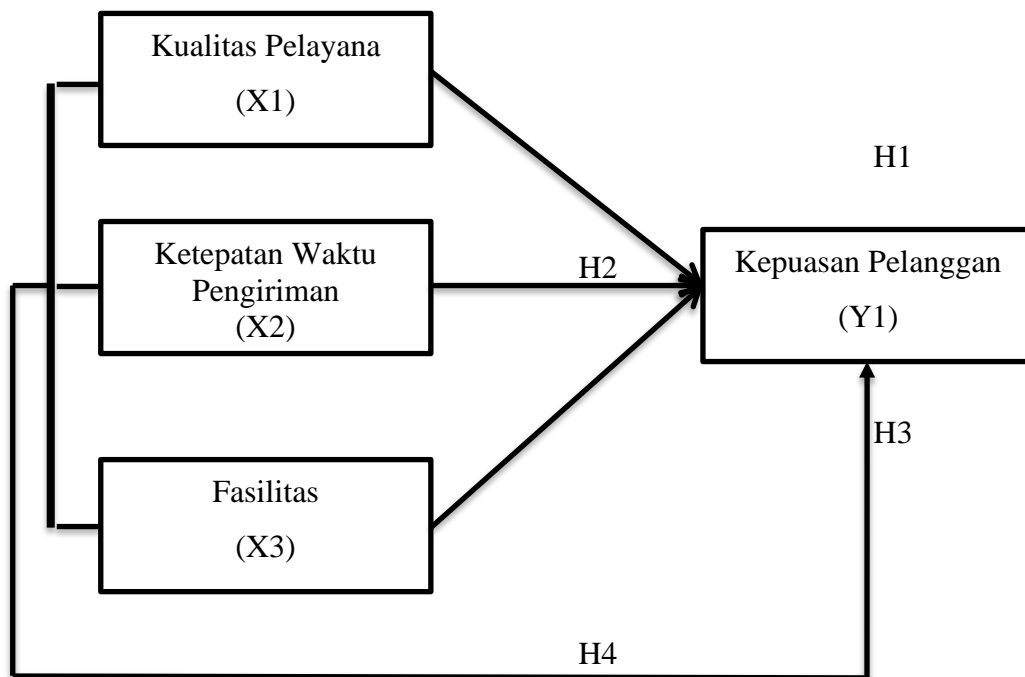 Kualitas Pelayana
(X1)
H1
Ketepatan Waktu
Pengiriman
(X2)
H2
Kepuasan Pelanggan
(Y1)
H3
Fasilitas
(X3)
H4